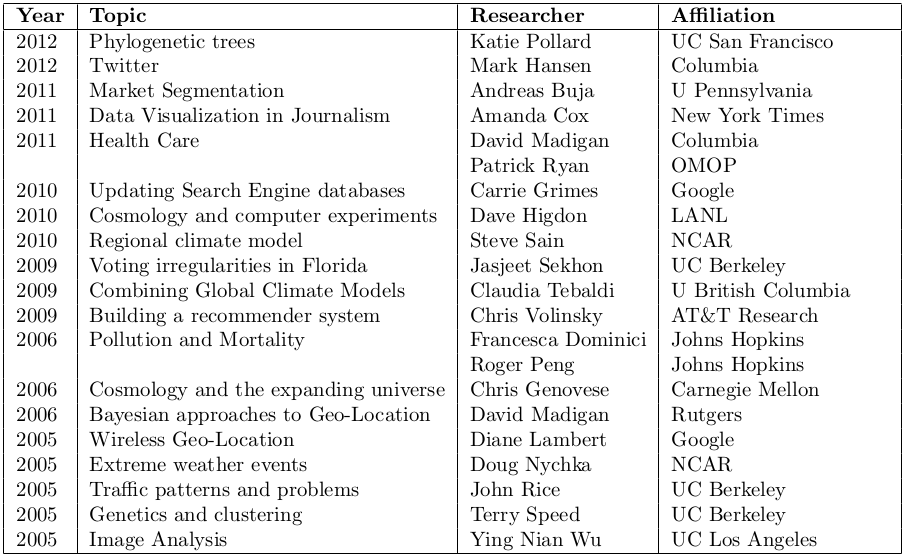 Year Topic Researcher Affiliation
2012 Phylogenetic trees Katie Pollard UC San Francisco
2012 Twitter Mark Hansen Columbia
2011 Market Segmentation Andreas Buja U Pennsylvania
2011 Data Visualization in Journalism Amanda Cox New York Times
2011 Health Care David Madigan Columbia
Patrick Ryan OMOP
2010 Updating Search Engine databases Carrie Grimes Google
2010 Cosmology and computer experiments Dave Higdon LANL
2010 Regional climate model Steve Sain NCAR
2009 Voting irregularities in Florida Jasjeet Sekhon UC Berkeley
2009 Combining Global Climate Models Claudia Tebaldi U British Columbia
2009 Building a recommender system Chris Volinsky AT&T Research
2006 Pollution and Mortality Francesca Dominici Johns Hopkins
Roger Peng Johns Hopkins
2006 Cosmology and the expanding universe Chris Genovese Carnegie Mellon
2006 Bayesian approaches to Geo-Location David Madigan Rutgers
2005 Wireless Geo-Location Diane Lambert Google
2005 Extreme weather events Doug Nychka NCAR
2005 Traffic patterns and problems John Rice UC Berkeley
2005 Genetics and clustering Terry Speed UC Berkeley
2005 Image Analysis Ying Nian Wu UC Los Angeles